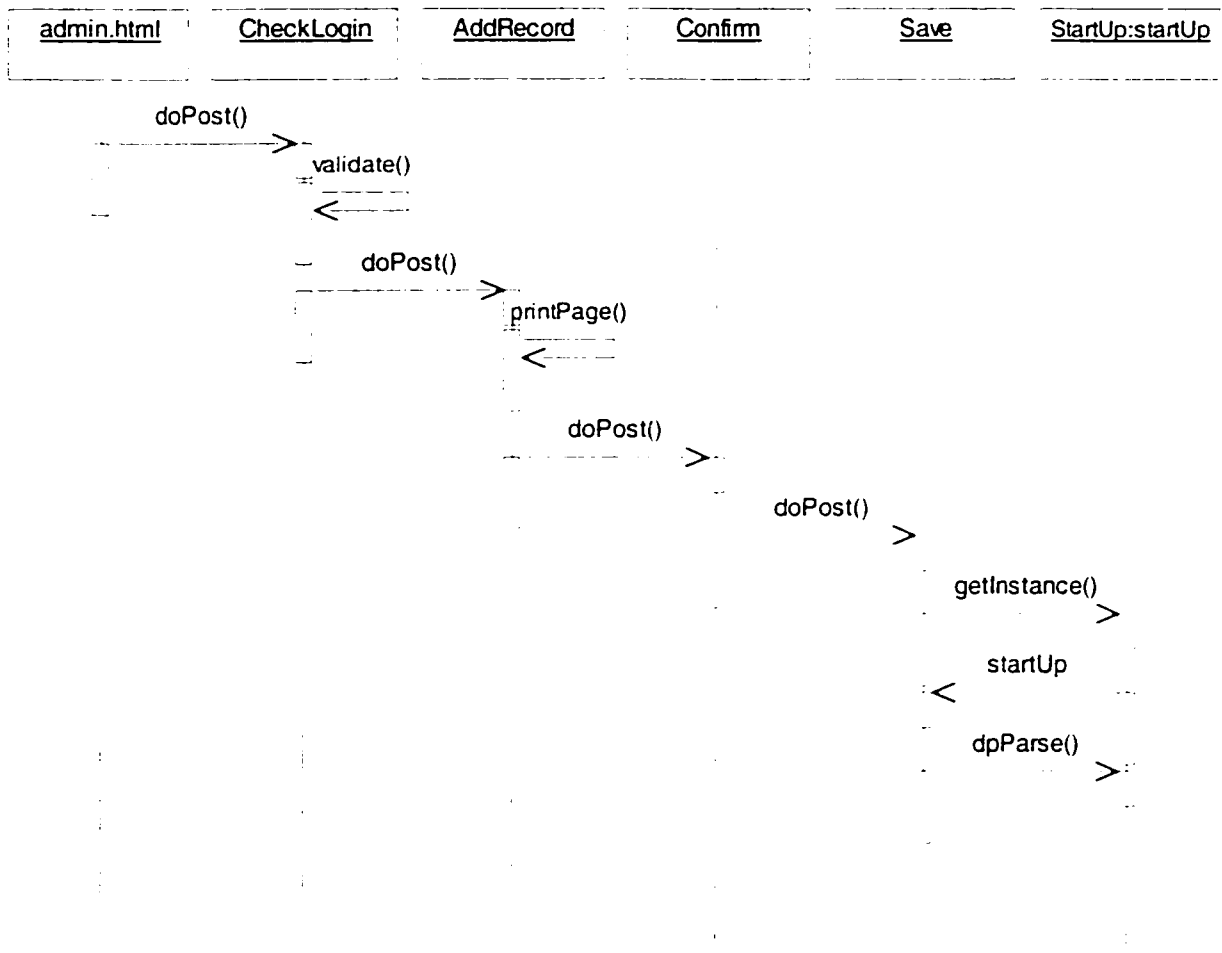 admin.html CheckLogin AddRecord Confirm Save StartUp:startUp
doPost()
validate()
doPost()
printPage()
doPost()
doPost()
getInstance()
startUp
dpParse()